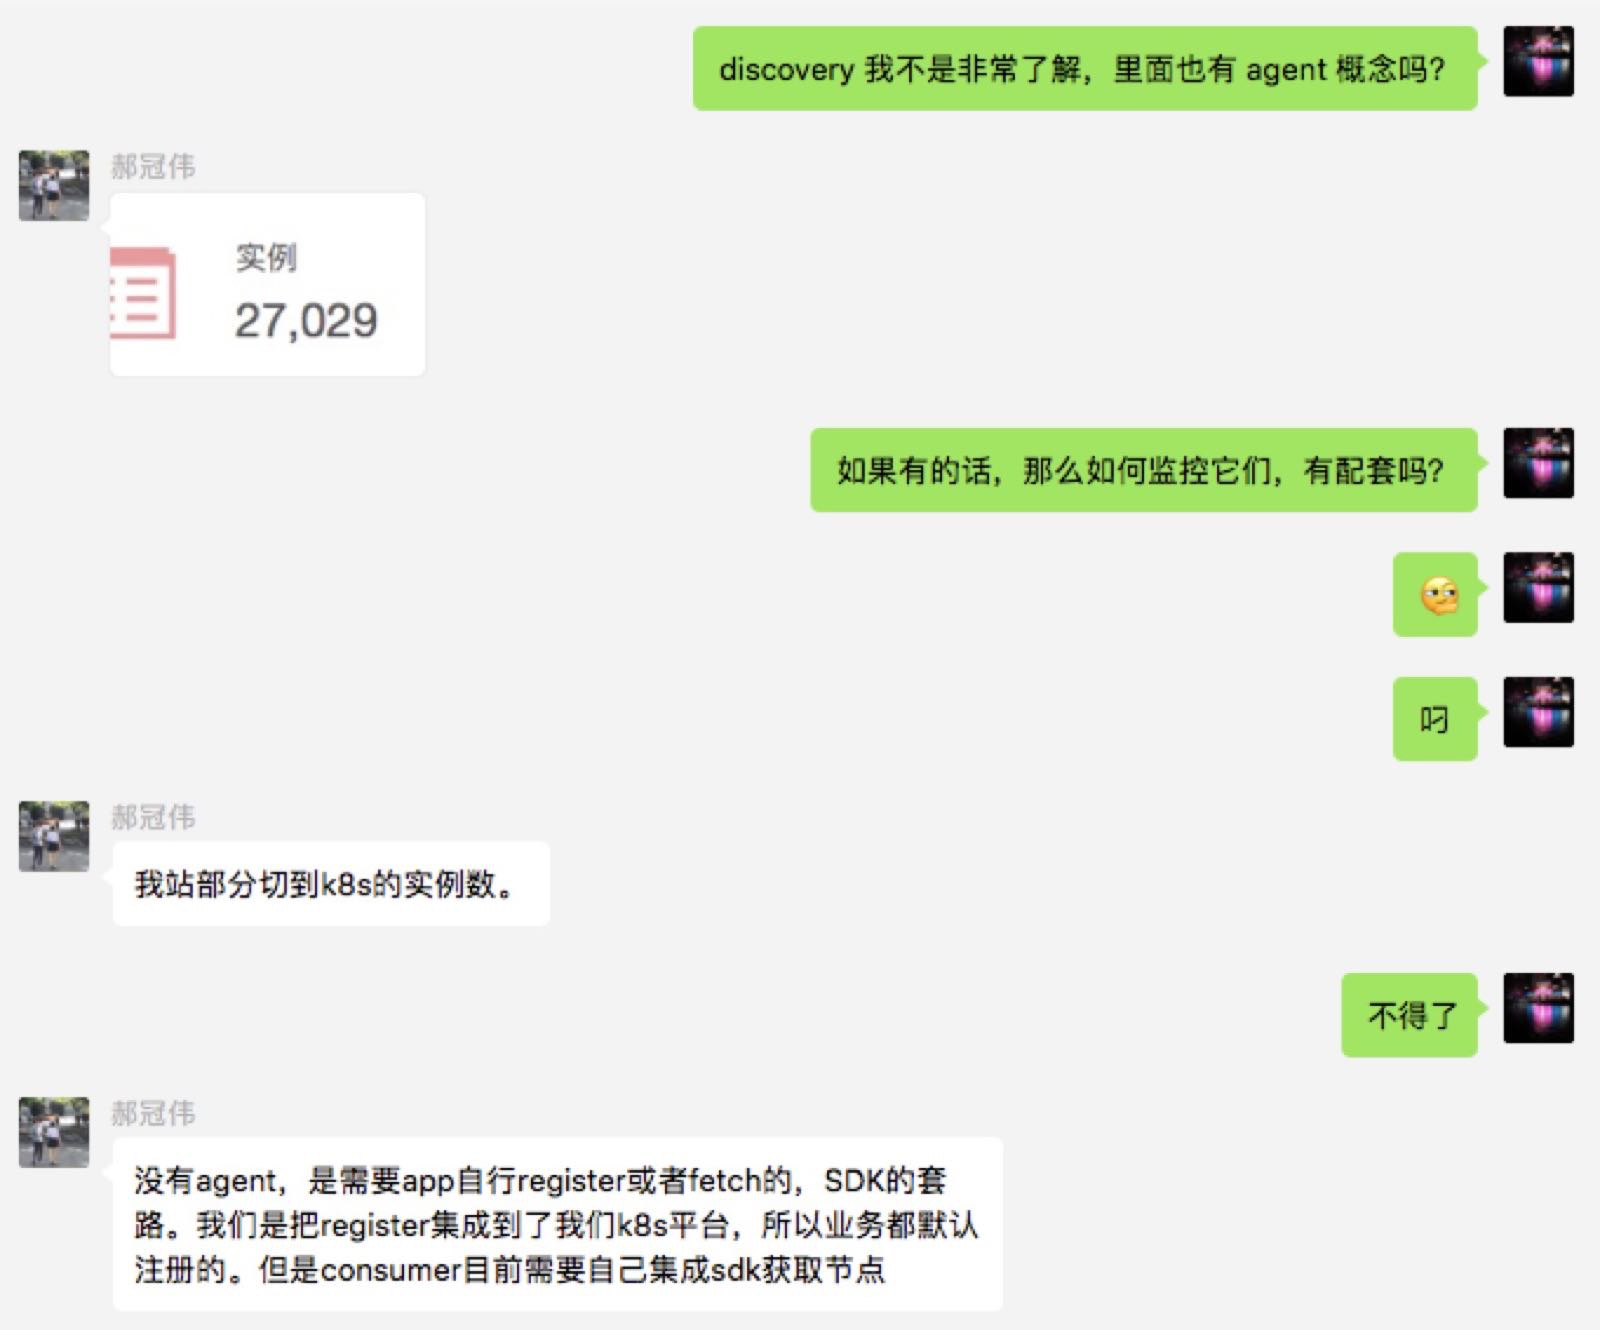 discovery 我不是非常了解，里面也有 agent 概念吗？
郝冠伟
实例
27,029
如果有的话，那么如何监控它们，有配套吗？
叼
郝冠伟
我站部分切到k8s的实例数。
不得了
郝冠伟
没有agent，是需要app自行register或者fetch的，SDK的套
路。我们是把register集成到了我们k8s平台，所以业务都默认
注册的。但是consumer目前需要自己集成sdk获取节点